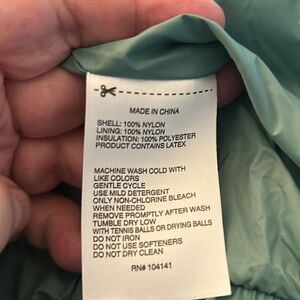 MADE IN CHINA
SHELL: 100% NYLON
LINING: 100% NYLON
INSULATION: 100% POLYESTER
PRODUCT CONTAINS LATEX
MACHINE WASH COLD WITH
LIKE COLORS
GENTLE CYCLE
USE MILD DETERGENT
ONLY NON-CHLORINE BLEACH
WHEN NEEDED
REMOVE PROMPTLY AFTER WASH
TUMBLE DRY LOW
WITH TENNIS BALLS OR DRYING BALLS
DO NOT IRON
DO NOT USE SOFTENERS
DO NOT DRY CLEAN
RN# 104141